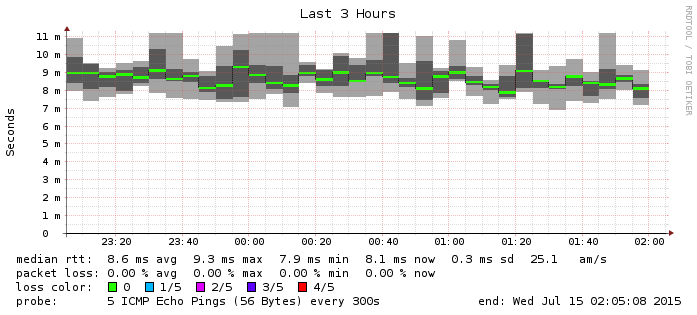 Last 3 Hours
RRDTOOL / TOBI OETIKER
Seconds
11 m
10 m
9 m
8 m
7 m
6 m
5 m
4 m
3 m
2 m
1 m
0
23:20 23:40 00:00 00:20 00:40 01:00 01:20 01:40 02:00
median rtt: 8.6 ms avg 9.3 ms max 7.9 ms min 8.1 ms now 0.3 ms sd 25.1 am/s
packet loss: 0.00 % avg 0.00 % max 0.00 % min 0.00 % now
loss color: 0 1/5 2/5 3/5 4/5
probe: 5 ICMP Echo Pings (56 Bytes) every 300s end: Wed Jul 15 02:05:08 2015